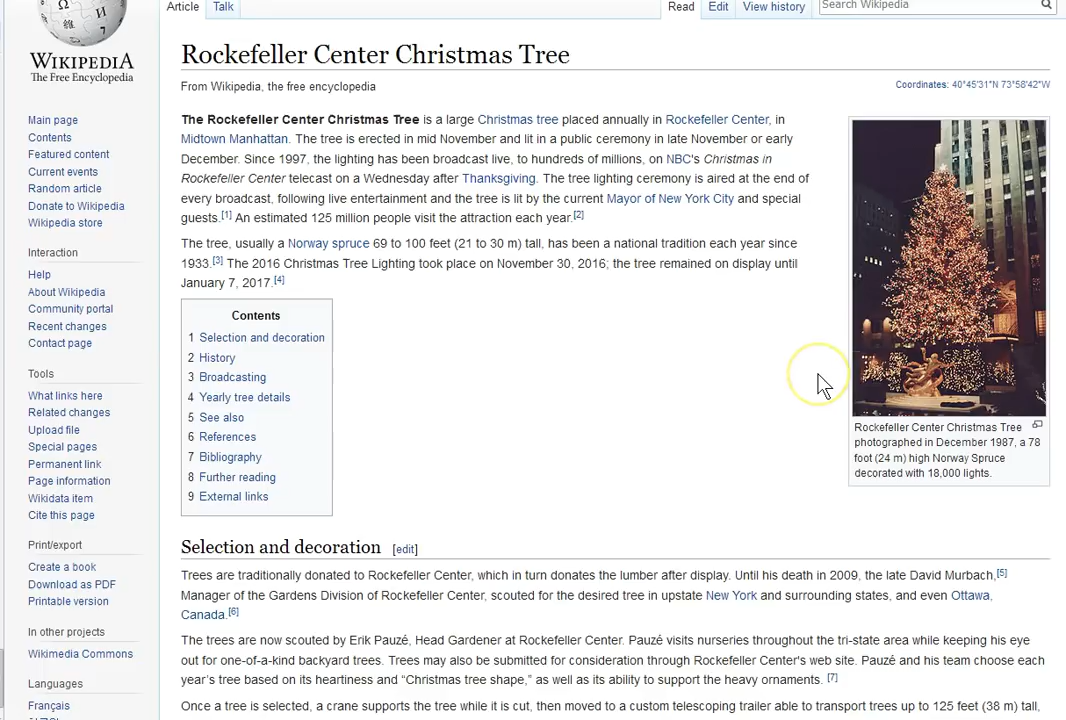 Article
Talk
Read
Edit
View history
Search Wikipedia
WIKIPEDIA
The Free Encyclopedia
Main page
Contents
Featured content
Current events
Random article
Donate to Wikipedia
Wikipedia store
Interaction
Help
About Wikipedia
Community portal
Recent changes
Contact page
Tools
What links here
Related changes
Upload file
Special pages
Permanent link
Page information
Wikidata item
Cite this page
Print/export
Create a book
Download as PDF
Printable version
In other projects
Wikimedia Commons
Languages
Français
Rockefeller Center Christmas Tree
From Wikipedia, the free encyclopedia
Coordinates: 40°45′31″N 73°58′42″W
The Rockefeller Center Christmas Tree is a large Christmas tree placed annually in Rockefeller Center, in
Midtown Manhattan. The tree is erected in mid November and lit in a public ceremony in late November or early
December. Since 1997, the lighting has been broadcast live, to hundreds of millions, on NBC's Christmas in
Rockefeller Center telecast on a Wednesday after Thanksgiving. The tree lighting ceremony is aired at the end of
every broadcast, following live entertainment and the tree is lit by the current Mayor of New York City and special
guests.[1] An estimated 125 million people visit the attraction each year.[2]
The tree, usually a Norway spruce 69 to 100 feet (21 to 30 m) tall, has been a national tradition each year since
1933.[3] The 2016 Christmas Tree Lighting took place on November 30, 2016; the tree remained on display until
January 7, 2017.[4]
Rockefeller Center Christmas Tree
photographed in December 1987, a 78
foot (24 m) high Norway Spruce
decorated with 18,000 lights.
Contents
1 Selection and decoration
2 History
3 Broadcasting
4 Yearly tree details
5 See also
6 References
7 Bibliography
8 Further reading
9 External links
Selection and decoration [edit]
Trees are traditionally donated to Rockefeller Center, which in turn donates the lumber after display. Until his death in 2009, the late David Murbach,[5]
Manager of the Gardens Division of Rockefeller Center, scouted for the desired tree in upstate New York and surrounding states, and even Ottawa,
Canada.[6]
The trees are now scouted by Erik Pauzé, Head Gardener at Rockefeller Center. Pauzé visits nurseries throughout the tri-state area while keeping his eye
out for one-of-a-kind backyard trees. Trees may also be submitted for consideration through Rockefeller Center's web site. Pauzé and his team choose each
year's tree based on its heartiness and “Christmas tree shape,” as well as its ability to support the heavy ornaments. [7]
Once a tree is selected, a crane supports the tree while it is cut, then moved to a custom telescoping trailer able to transport trees up to 125 feet (38 m) tall,